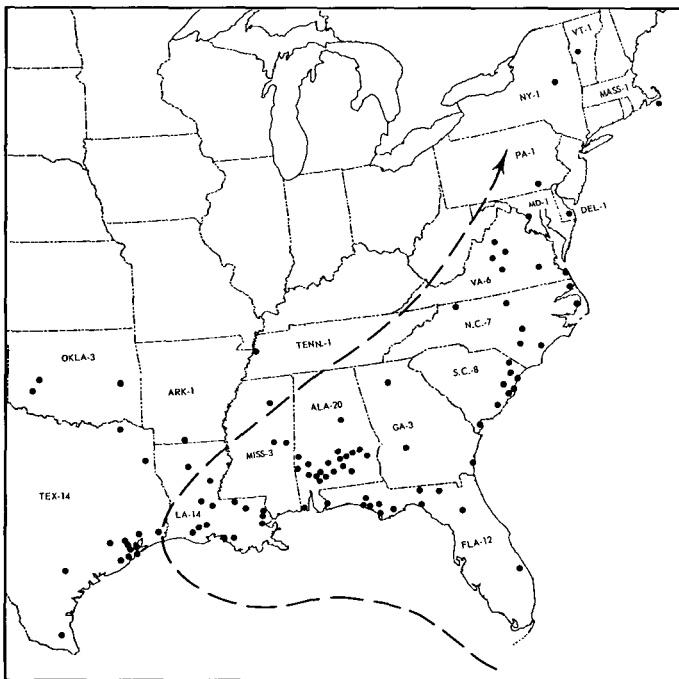 VT-1
NY-1
MASS-1
PA-1
MD-1
DEL-1
VA-6
N.C.-7
TENN.-1
OKLA-3
ARK-1
S.C.-8
ALA-20
GA-3
MISS-3
TEX-14
LA-14
FLA-12